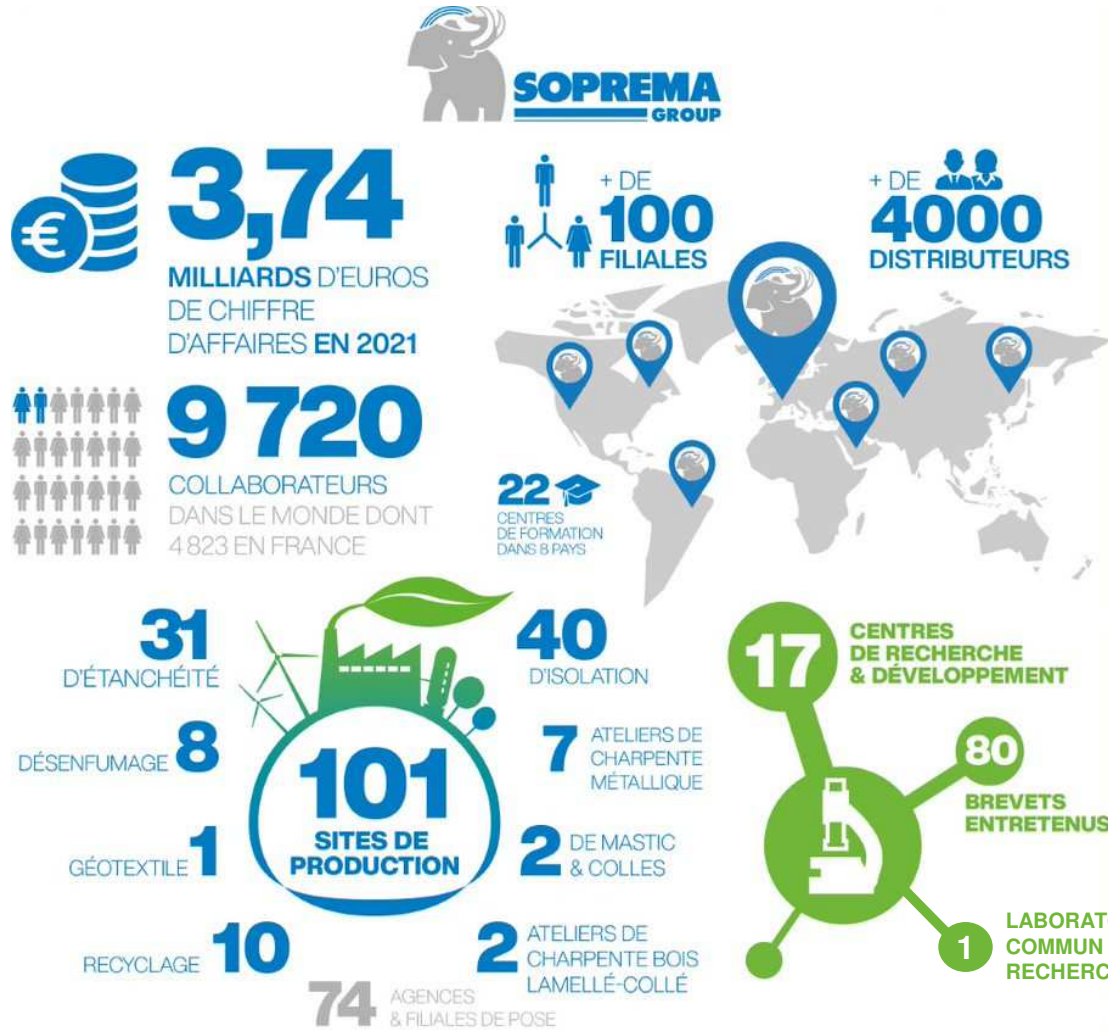 SOPREMA
GROUP
3,74
MILLIARDS D'EUROS
DE CHIFFRE
D'AFFAIRES EN 2021
+ DE
100
FILIALES
+ DE
4000
DISTRIBUTEURS
9 720
COLLABORATEURS
DANS LE MONDE DONT
4 823 EN FRANCE
22
CENTRES
DE FORMATION
DANS 8 PAYS
31
D'ÉTANCHÉITÉ
40
D'ISOLATION
DÉSENFUMAGE 8
7 ATELIERS DE
CHARPENTE
MÉTALLIQUE
101
SITES DE
PRODUCTION
GÉOTEXTILE 1
2 DE MASTIC
& COLLES
RECYCLAGE 10
2 ATELIERS DE
CHARPENTE BOIS
LAMELLÉ-COLLÉ
74 AGENCES
& FILIALES DE POSE
17
CENTRES
DE RECHERCHE
& DÉVELOPPEMENT
80
BREVETS
ENTRETENUS
1
COMMUN